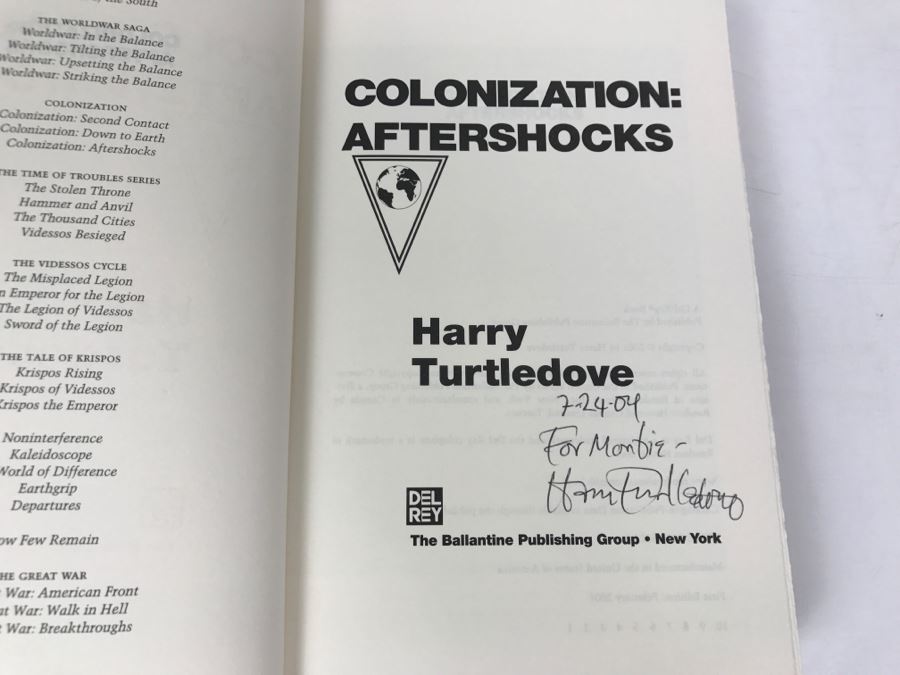 the South
THE WORLDWAR SAGA
Worldwar: In the Balance
Worldwar: Tilting the Balance
Worldwar: Upsetting the Balance
Worldwar: Striking the Balance
COLONIZATION
Colonization: Second Contact
Colonization: Down to Earth
Colonization: Aftershocks
THE TIME OF TROUBLES SERIES
The Stolen Throne
Hammer and Anvil
The Thousand Cities
Videssos Besieged
THE VIDESSOS CYCLE
The Misplaced Legion
n Emperor for the Legion
The Legion of Videssos
Sword of the Legion
THE TALE OF KRISPOS
Krispos Rising
Krispos of Videssos
Krispos the Emperor
Noninterference
Kaleidoscope
World of Difference
Earthgrip
Departures
ow Few Remain
HE GREAT WAR
War: American Front
at War: Walk in Hell
t War: Breakthroughs
COLONIZATION:
AFTERSHOCKS
Harry
Turtledove
7-24-04
For Montie -
Harry Turtledove
DEL
REY
The Ballantine Publishing Group • New York